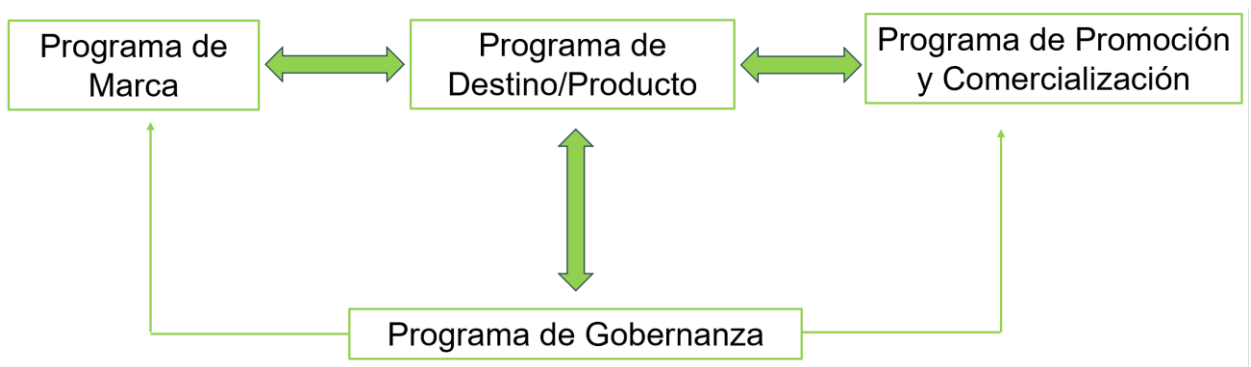 Programa de
Marca
Programa de
Destino/Producto
Programa de Promoción
y Comercialización
Programa de Gobernanza